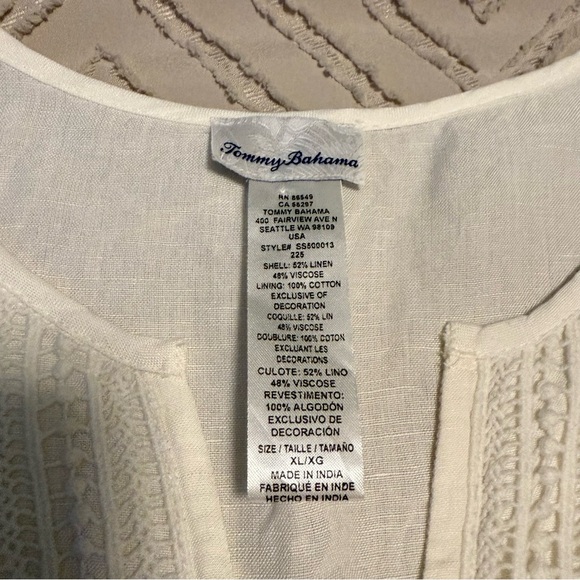 Tommy Bahama
RN 85549
CA 55297
TOMMY BAHAMA
400 FAIRVIEW AVE N
SEATTLE WA 98109
USA
STYLE# SS500013
225
SHELL: 52% LINEN
48% VISCOSE
LINING: 100% COTTON
EXCLUSIVE OF
DECORATION
COQUILLE: 52% LIN
48% VISCOSE
DOUBLURE: 100% COTON
EXCLUANT LES
DECORATIONS
CULOTE: 52% LINO
48% VISCOSE
REVESTIMENTO:
100% ALGODÓN
EXCLUSIVO DE
DECORACIÓN
SIZE / TAILLE / TAMAÑO
XL/XG
MADE IN INDIA
FABRIQUÉ EN INDE
HECHO EN INDIA